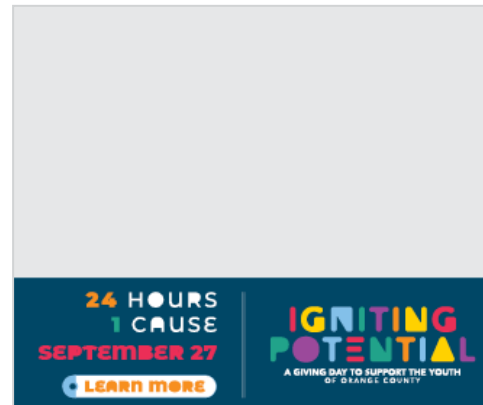 24 HOURS
1 CAUSE
SEPTEMBER 27
LEARN MORE
IGNITING
POTENTIAL
A GIVING DAY TO SUPPORT THE YOUTH
OF ORANGE COUNTY